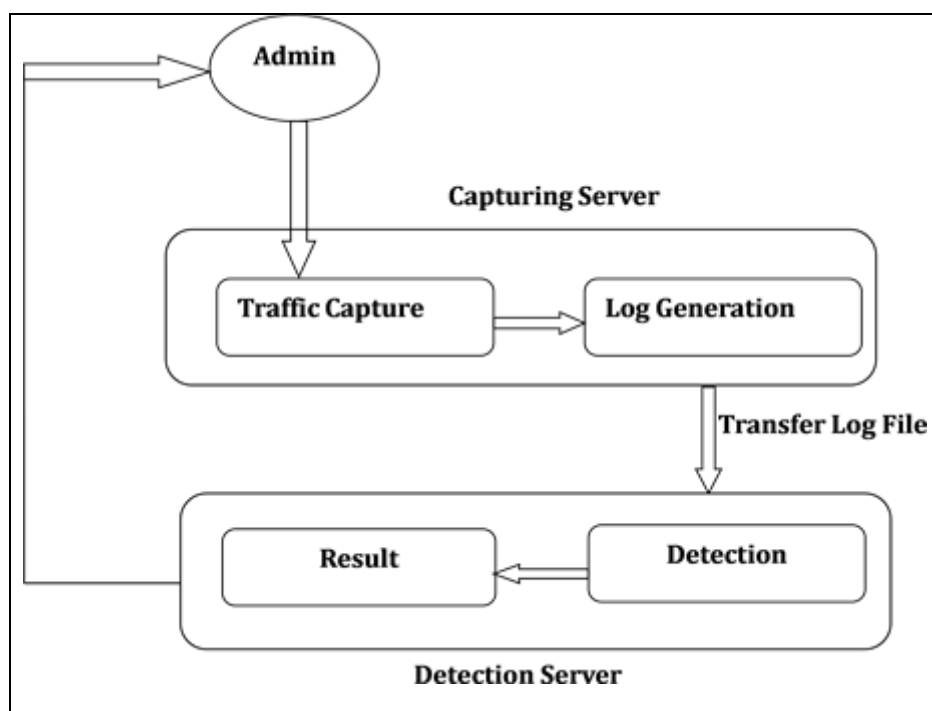 Admin
Capturing Server
Traffic Capture
Log Generation
Transfer Log File
Result
Detection
Detection Server